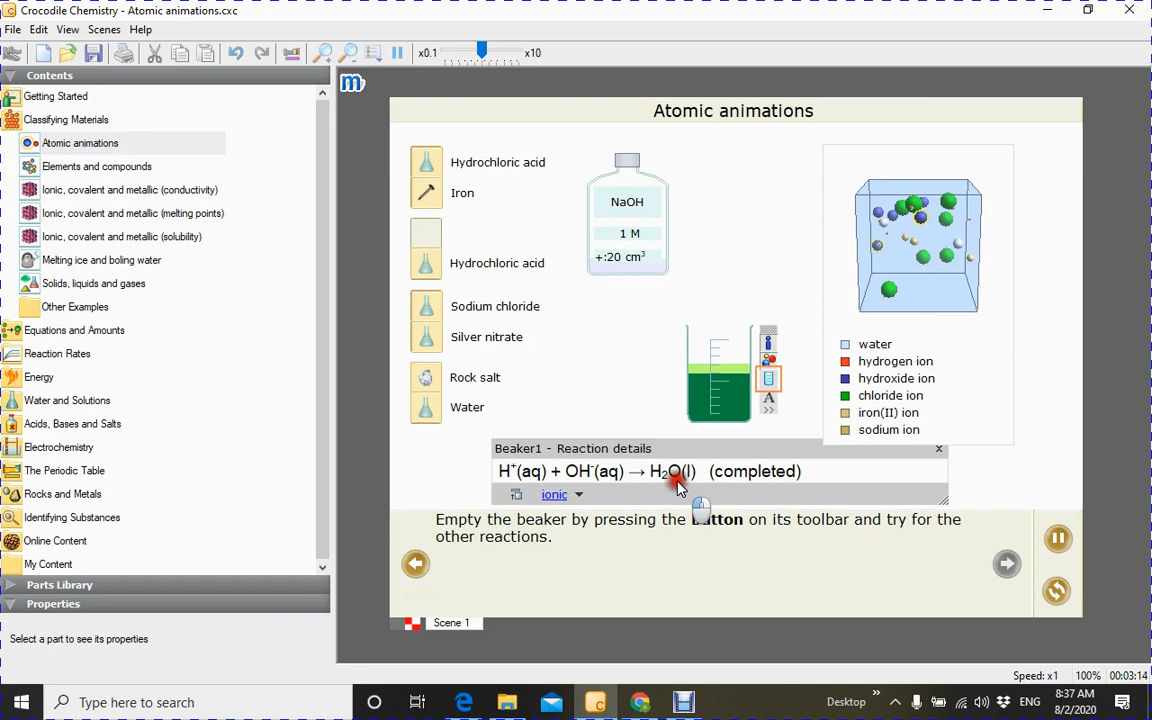 Crocodile Chemistry - Atomic animations.cxc
File Edit View Scenes Help
x0.1 x10
Contents
Getting Started
Classifying Materials
Atomic animations
Elements and compounds
Ionic, covalent and metallic (conductivity)
Ionic, covalent and metallic (melting points)
Ionic, covalent and metallic (solubility)
Melting ice and boiling water
Solids, liquids and gases
Other Examples
Equations and Amounts
Reaction Rates
Energy
Water and Solutions
Acids, Bases and Salts
Electrochemistry
The Periodic Table
Rocks and Metals
Identifying Substances
Online Content
My Content
Parts Library
Properties
Select a part to see its properties
m
Atomic animations
Hydrochloric acid
Iron
Hydrochloric acid
Sodium chloride
Silver nitrate
Rock salt
Water
NaOH
1 M
+:20 cm³
A
water
hydrogen ion
hydroxide ion
chloride ion
iron(II) ion
sodium ion
Beaker1 - Reaction details
H⁺(aq) + OH⁻(aq) → H₂O(l) (completed)
ionic
Empty the beaker by pressing the button on its toolbar and try for the
other reactions.
Scene 1
Speed: x1 100% 00:03:14
Type here to search
Desktop
ENG
8:37 AM
8/2/2020